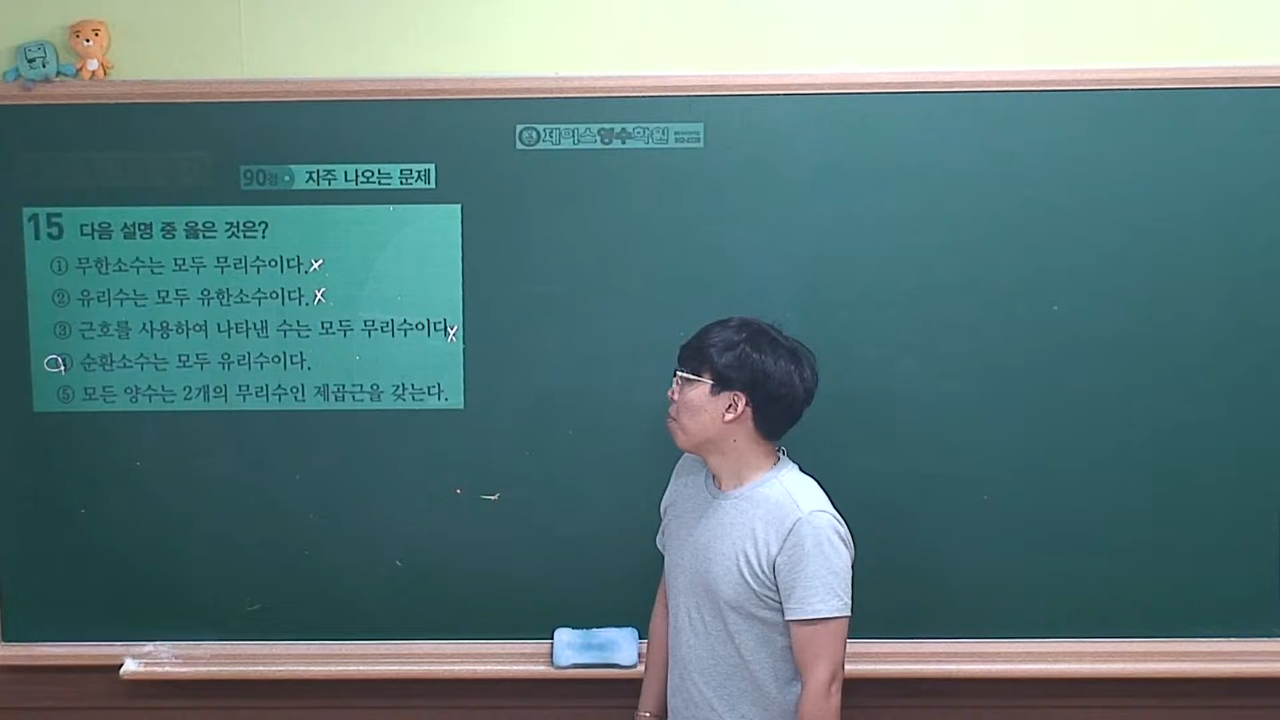 제이스영수학원
90점 자주 나오는 문제
15 다음 설명 중 옳은 것은?
① 무한소수는 모두 무리수이다. x
② 유리수는 모두 유한소수이다. x
③ 근호를 사용하여 나타낸 수는 모두 무리수이다 x
④ 순환소수는 모두 유리수이다.
⑤ 모든 양수는 2개의 무리수인 제곱근을 갖는다.